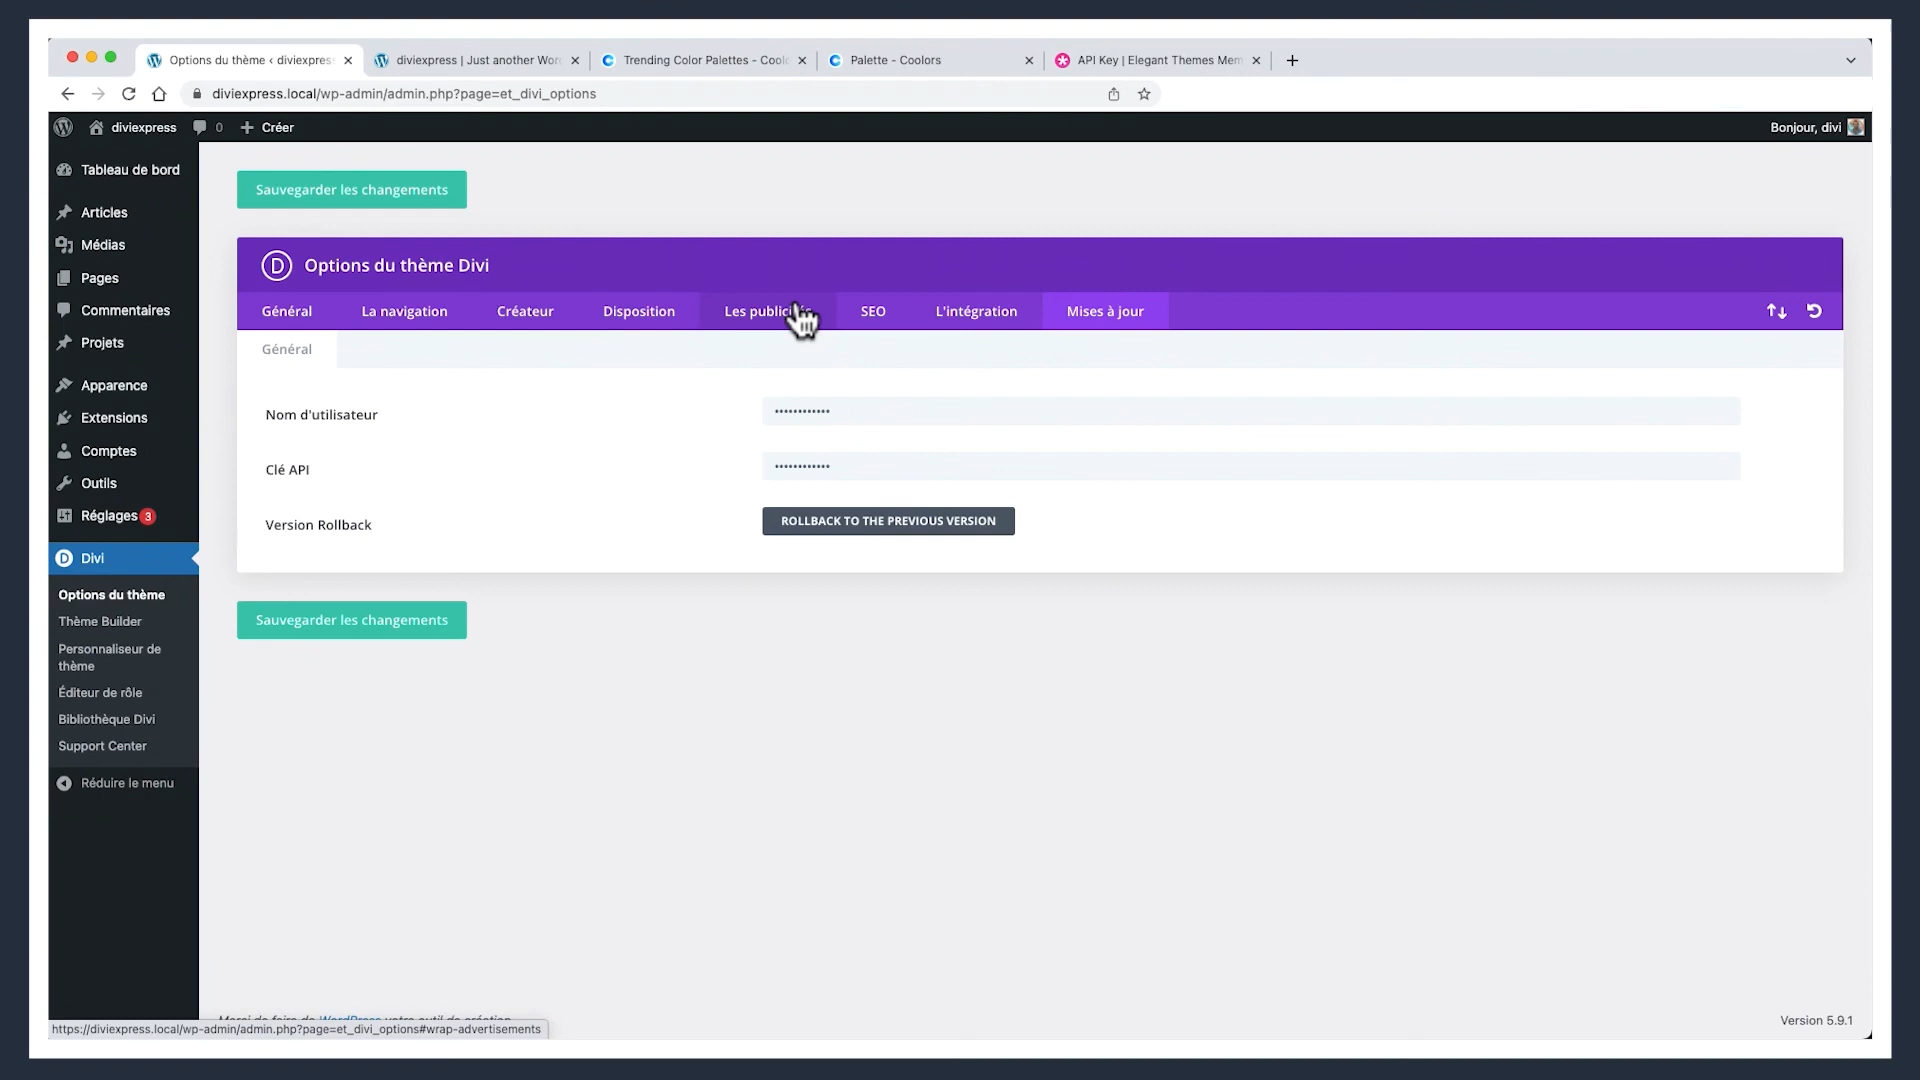 Options du thème ‹ diviexpres
diviexpress | Just another Wor
Trending Color Palettes - Coolo
Palette - Coolors
API Key | Elegant Themes Mem
diviexpress.local/wp-admin/admin.php?page=et_divi_options
diviexpress
0
Créer
Bonjour, divi
Tableau de bord
Articles
Médias
Pages
Commentaires
Projets
Apparence
Extensions
Comptes
Outils
Réglages 3
Divi
Options du thème
Thème Builder
Personnaliseur de
thème
Éditeur de rôle
Bibliothèque Divi
Support Center
Réduire le menu
Sauvegarder les changements
D Options du thème Divi
Général
La navigation
Créateur
Disposition
Les
SEO
L'intégration
Mises à jour
Général
Nom d'utilisateur
Clé API
Version Rollback
ROLLBACK TO THE PREVIOUS VERSION
Sauvegarder les changements
Merci de faire de WordPress votre outil de création.
Version 5.9.1
https://diviexpress.local/wp-admin/admin.php?page=et_divi_options#wrap-advertisements